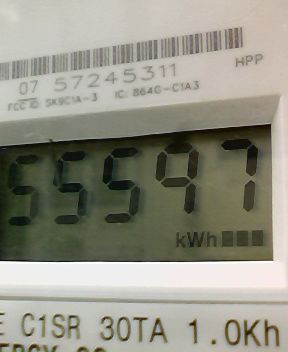 HPP
07 57245311
FCC ID: SK9C1A-3 IC: 864G-C1A3
55597
kWh
E C1SR 30TA 1.0Kh